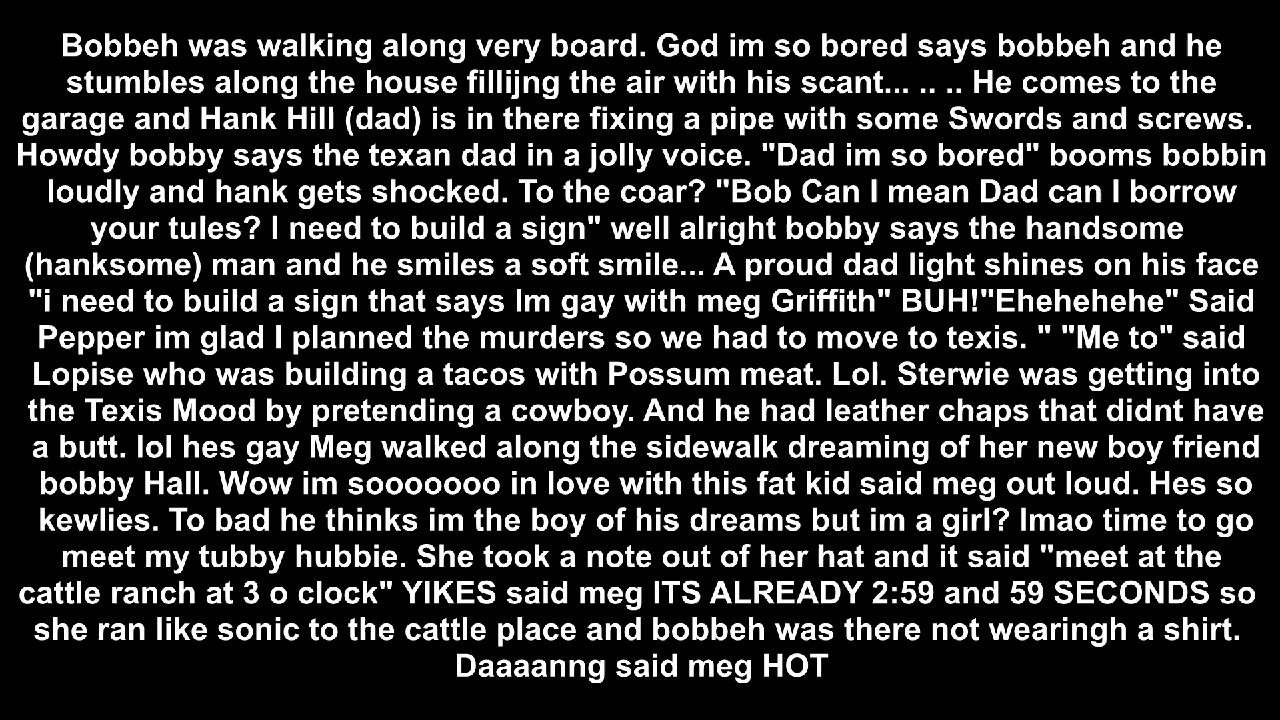 Bobbeh was walking along very board. God im so bored says bobbeh and he
stumbles along the house fillijng the air with his scant... .. .. He comes to the
garage and Hank Hill (dad) is in there fixing a pipe with some Swords and screws.
Howdy bobby says the texan dad in a jolly voice. "Dad im so bored" booms bobbin
loudly and hank gets shocked. To the coar? "Bob Can I mean Dad can I borrow
your tules? I need to build a sign" well alright bobby says the handsome
(hanksome) man and he smiles a soft smile... A proud dad light shines on his face
"i need to build a sign that says Im gay with meg Griffith" BUH!"Ehehehehe" Said
Pepper im glad I planned the murders so we had to move to texis. " "Me to" said
Lopise who was building a tacos with Possum meat. Lol. Sterwie was getting into
the Texis Mood by pretending a cowboy. And he had leather chaps that didnt have
a butt. lol hes gay Meg walked along the sidewalk dreaming of her new boy friend
bobby Hall. Wow im sooooooo in love with this fat kid said meg out loud. Hes so
kewlies. To bad he thinks im the boy of his dreams but im a girl? lmao time to go
meet my tubby hubbie. She took a note out of her hat and it said "meet at the
cattle ranch at 3 o clock" YIKES said meg ITS ALREADY 2:59 and 59 SECONDS so
she ran like sonic to the cattle place and bobbeh was there not wearingh a shirt.
Daaaanng said meg HOT